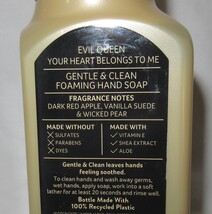 EVIL QUEEN
YOUR HEART BELONGS TO ME
GENTLE & CLEAN
FOAMING HAND SOAP
FRAGRANCE NOTES
DARK RED APPLE, VANILLA SUEDE
& WICKED PEAR
MADE WITHOUT
✕ SULFATES
✕ PARABENS
✕ DYES
MADE WITH
✓ VITAMIN E
✓ SHEA EXTRACT
✓ ALOE
Gentle & Clean leaves hands
feeling soothed.
To clean hands and wash away germs,
wet hands, apply soap, work into a soft
lather for at least 20 seconds and rinse well.
Bottle Made With
100% Recycled Plastic